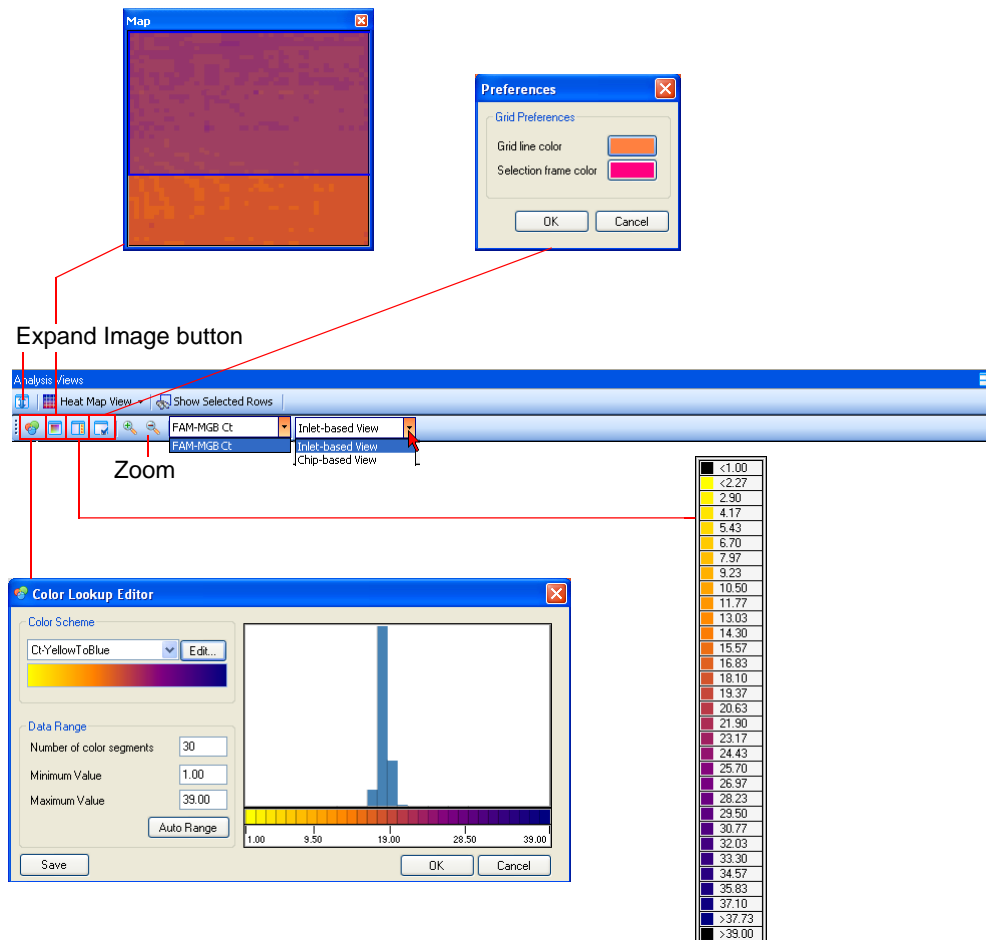 Map
Preferences
Grid Preferences
Grid line color
Selection frame color
OK Cancel
Expand Image button
Analysis Views
Heat Map View Show Selected Rows
FAM-MGB Ct Inlet-based View
FAM-MGB Ct Inlet-based View
Chip-based View
Zoom
<1.00
<2.27
2.90
4.17
5.43
6.70
7.97
9.23
10.50
11.77
13.03
14.30
15.57
16.83
18.10
19.37
20.63
21.90
23.17
24.43
25.70
26.97
28.23
29.50
30.77
32.03
33.30
34.57
35.83
37.10
>37.73
>39.00
Color Lookup Editor
Color Scheme
Ct-YellowToBlue Edit...
Data Range
Number of color segments 30
Minimum Value 1.00
Maximum Value 39.00
Auto Range
1.00 9.50 19.00 28.50 39.00
Save OK Cancel